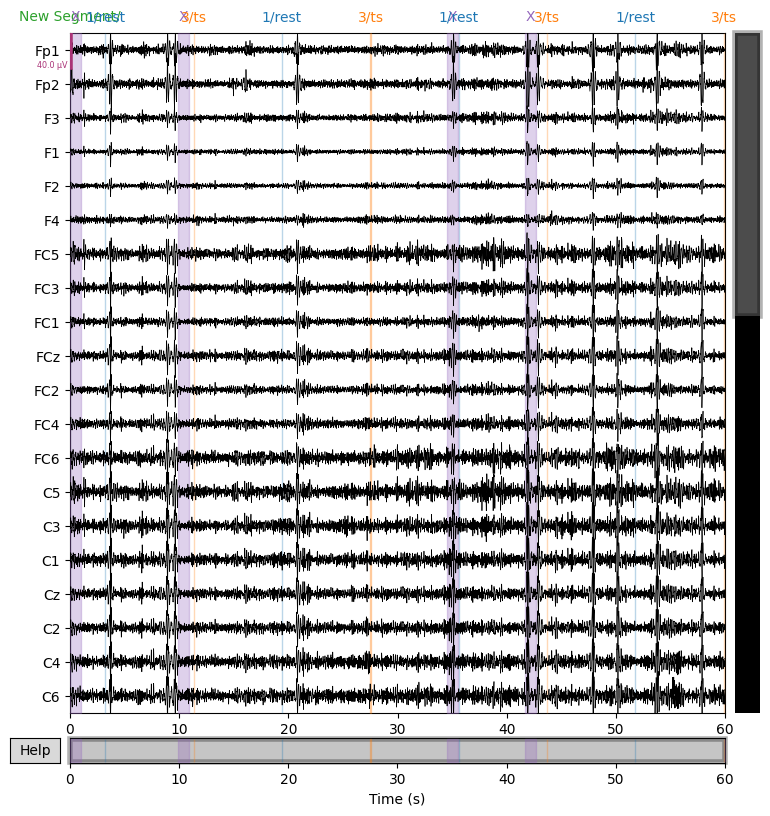 New Segment/ X 1/rest X 3/ts 1/rest 3/ts 1/rest X X 3/ts 1/rest 3/ts
Fp1
40.0 µV
Fp2
F3
F1
F2
F4
FC5
FC3
FC1
FCz
FC2
FC4
FC6
C5
C3
C1
Cz
C2
C4
C6
0 10 20 30 40 50 60
Help
0 10 20 30 40 50 60
Time (s)